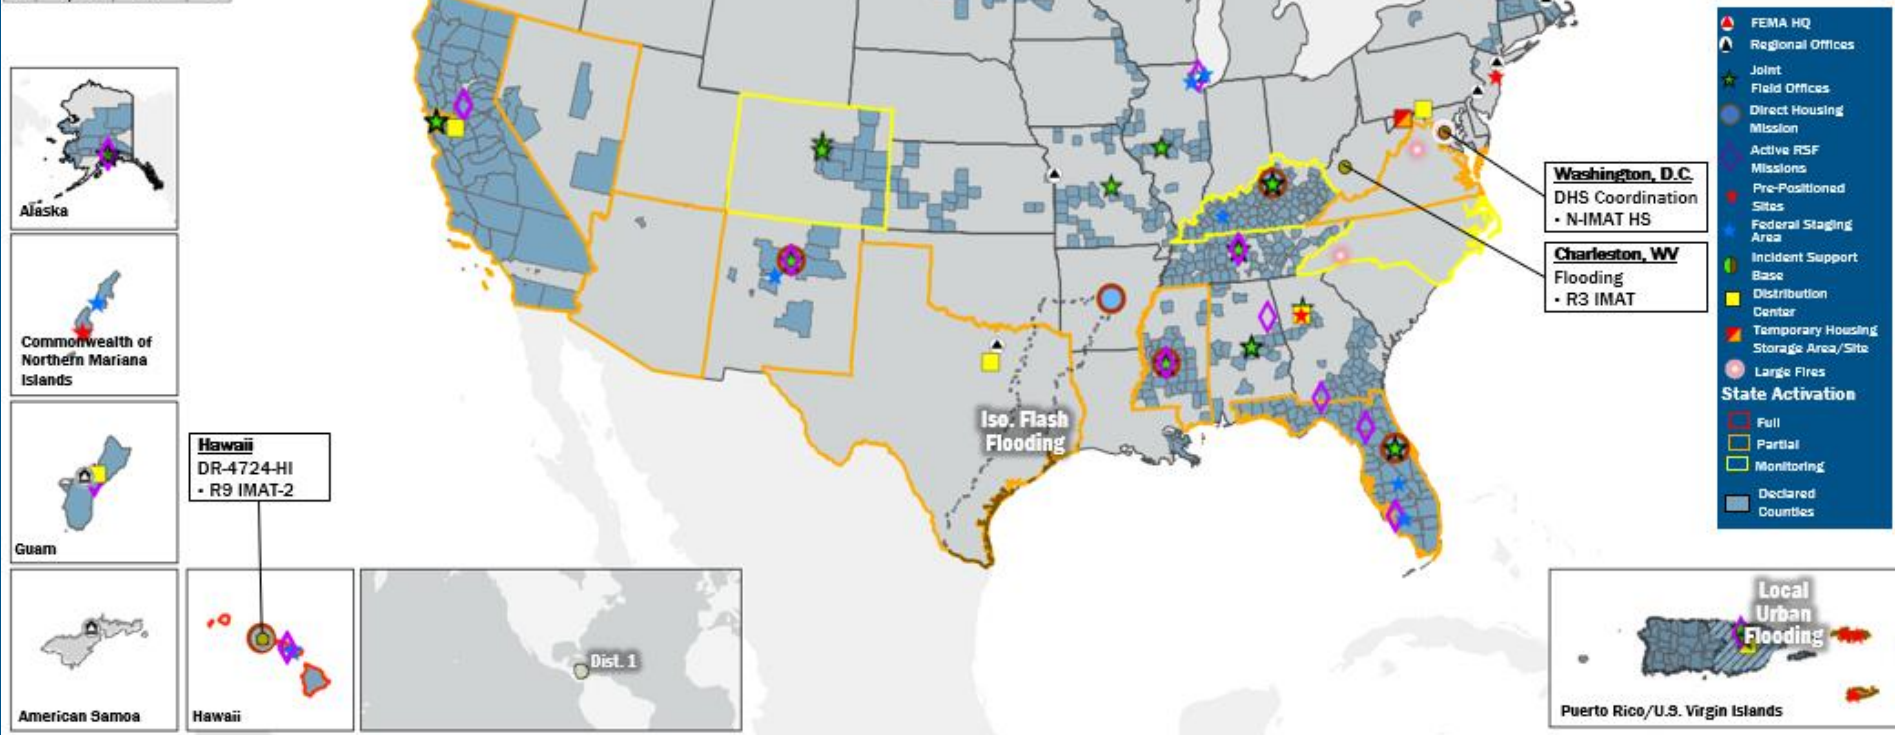 Alaska
Commonwealth of
Northern Mariana
Islands
Guam
American Samoa
Hawaii
DR-4724-HI
• R9 IMAT-2
Hawaii
Dist. 1
Iso. Flash
Flooding
Washington, D.C.
DHS Coordination
• N-IMAT HS
Charleston, WV
Flooding
• R3 IMAT
FEMA HQ
Regional Offices
Joint
Field Offices
Direct Housing
Mission
Active RSF
Missions
Pre-Positioned
Sites
Federal Staging
Area
Incident Support
Base
Distribution
Center
Temporary Housing
Storage Area/Site
Large Fires
State Activation
Full
Partial
Monitoring
Declared
Counties
Local
Urban
Flooding
Puerto Rico/U.S. Virgin Islands